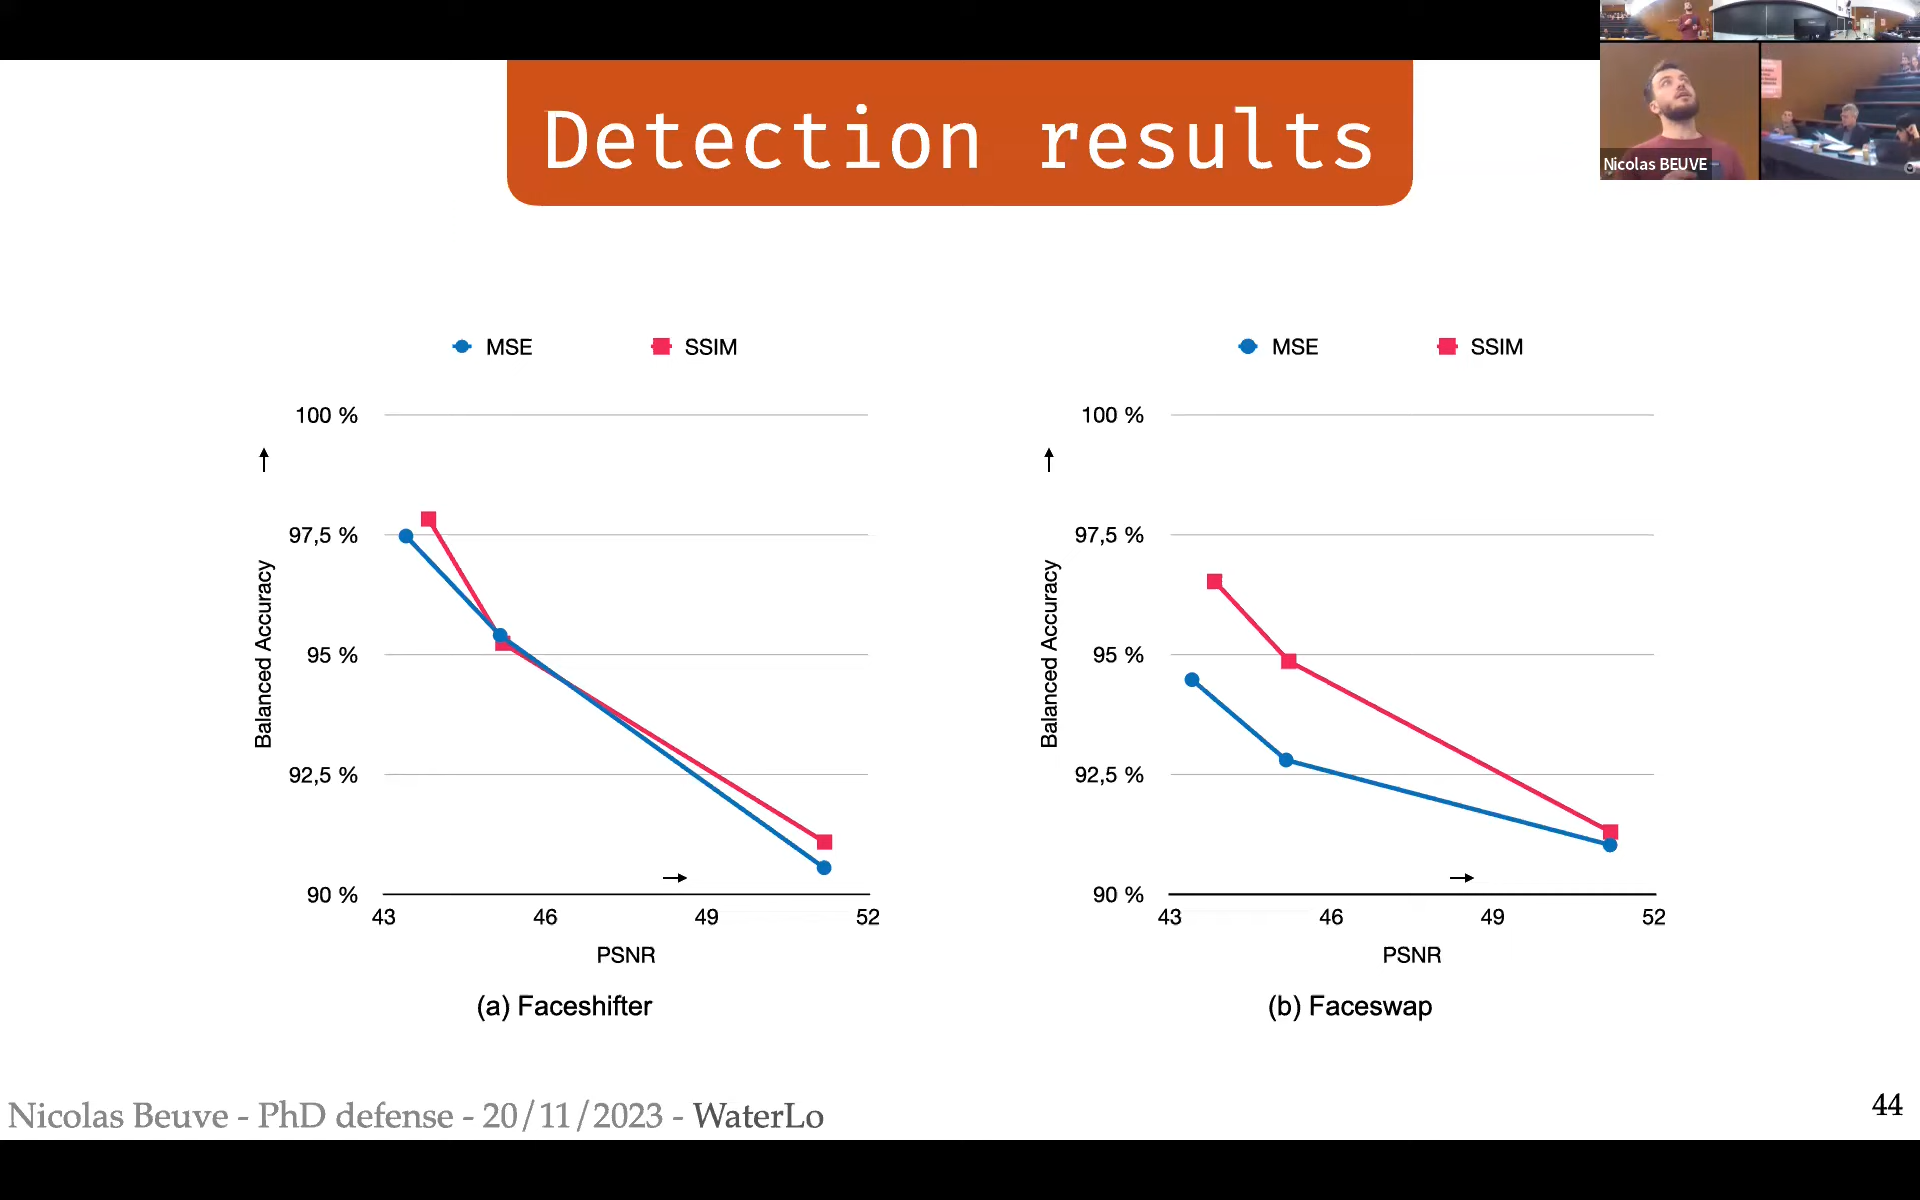 Detection results
Nicolas BEUVE
MSE SSIM
100 %
97,5 %
95 %
92,5 %
90 %
Balanced Accuracy
43 46 49 52
PSNR
(a) Faceshifter
MSE SSIM
100 %
97,5 %
95 %
92,5 %
90 %
Balanced Accuracy
43 46 49 52
PSNR
(b) Faceswap
Nicolas Beuve - PhD defense - 20/11/2023 - WaterLo
44